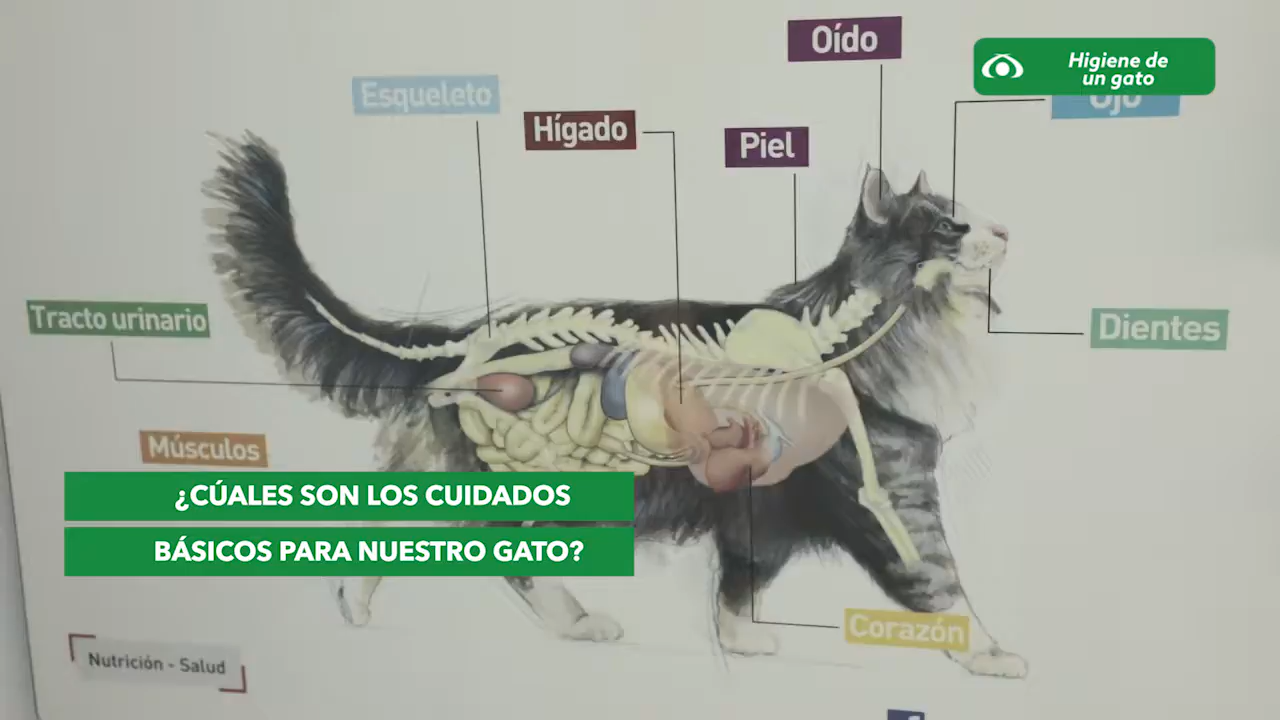 Oído
Higiene de
un gato
Ojo
Esqueleto
Hígado
Piel
Tracto urinario
Dientes
Músculos
¿CÚALES SON LOS CUIDADOS
BÁSICOS PARA NUESTRO GATO?
Corazón
Nutrición - Salud